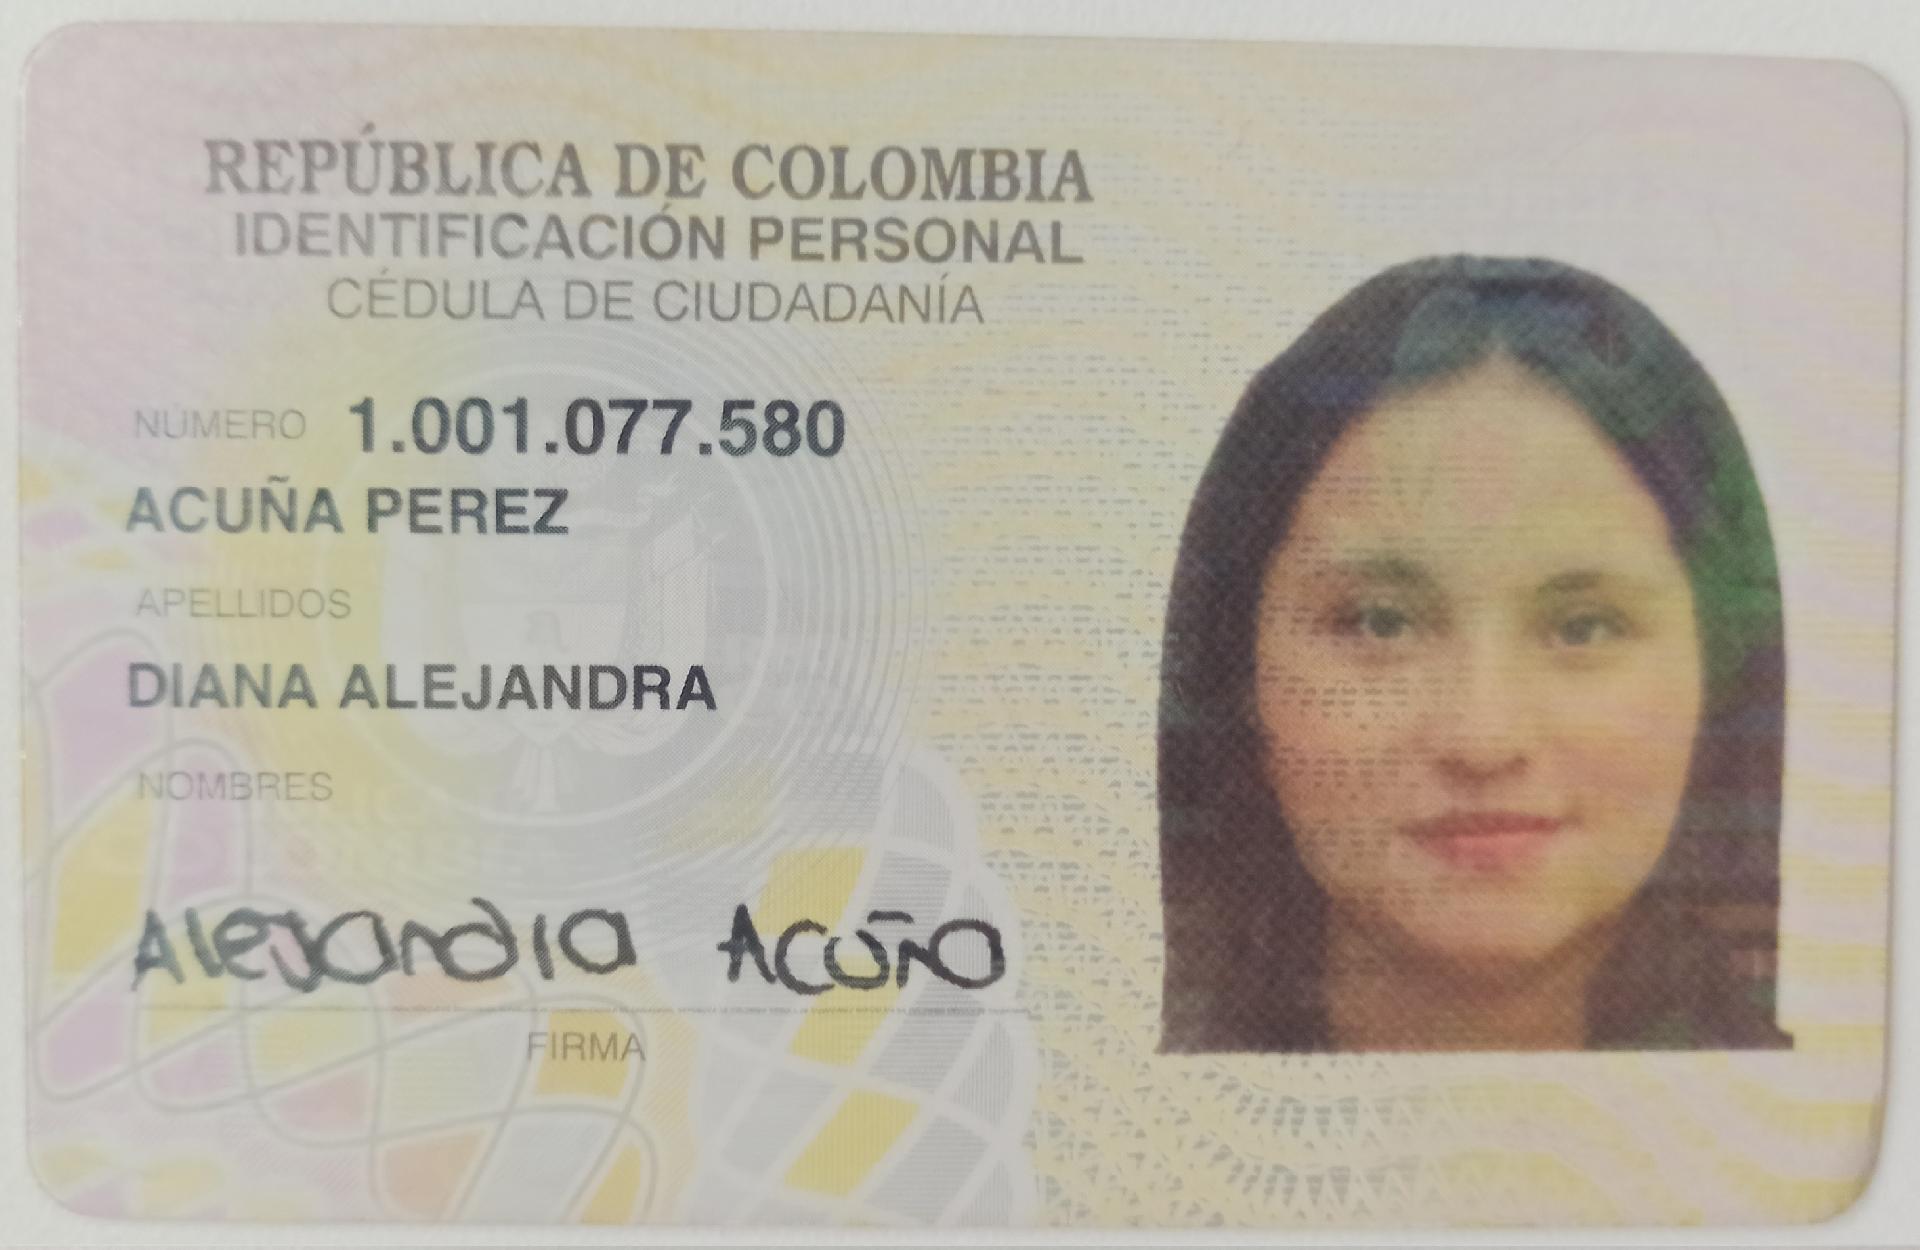 REPÚBLICA DE COLOMBIA
IDENTIFICACIÓN PERSONAL
CÉDULA DE CIUDADANÍA
NÚMERO 1.001.077.580
ACUÑA PEREZ
APELLIDOS
DIANA ALEJANDRA
NOMBRES
Alejandra Acuña
FIRMA